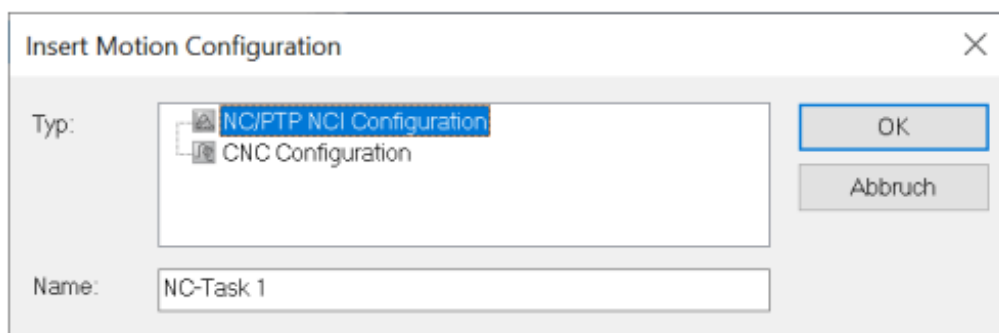 Insert Motion Configuration
Typ:
NC/PTP NCI Configuration
CNC Configuration
OK
Abbruch
Name:
NC-Task 1